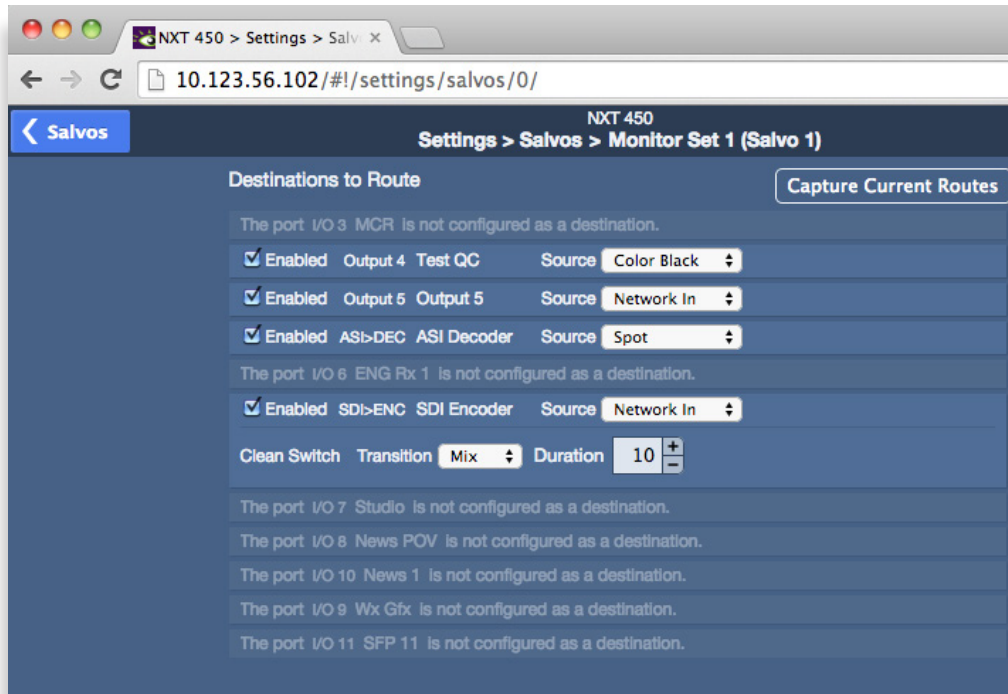 NXT 450 > Settings > Salv
10.123.56.102/#!/settings/salvos/0/
Salvos
NXT 450
Settings > Salvos > Monitor Set 1 (Salvo 1)
Destinations to Route
Capture Current Routes
The port I/O 3 MCR is not configured as a destination.
Enabled Output 4 Test QC Source Color Black
Enabled Output 5 Output 5 Source Network In
Enabled ASI>DEC ASI Decoder Source Spot
The port I/O 6 ENG Rx 1 is not configured as a destination.
Enabled SDI>ENC SDI Encoder Source Network In
Clean Switch Transition Mix Duration 10 + −
The port I/O 7 Studio is not configured as a destination.
The port I/O 8 News POV is not configured as a destination.
The port I/O 10 News 1 is not configured as a destination.
The port I/O 9 Wx Gfx is not configured as a destination.
The port I/O 11 SFP 11 is not configured as a destination.